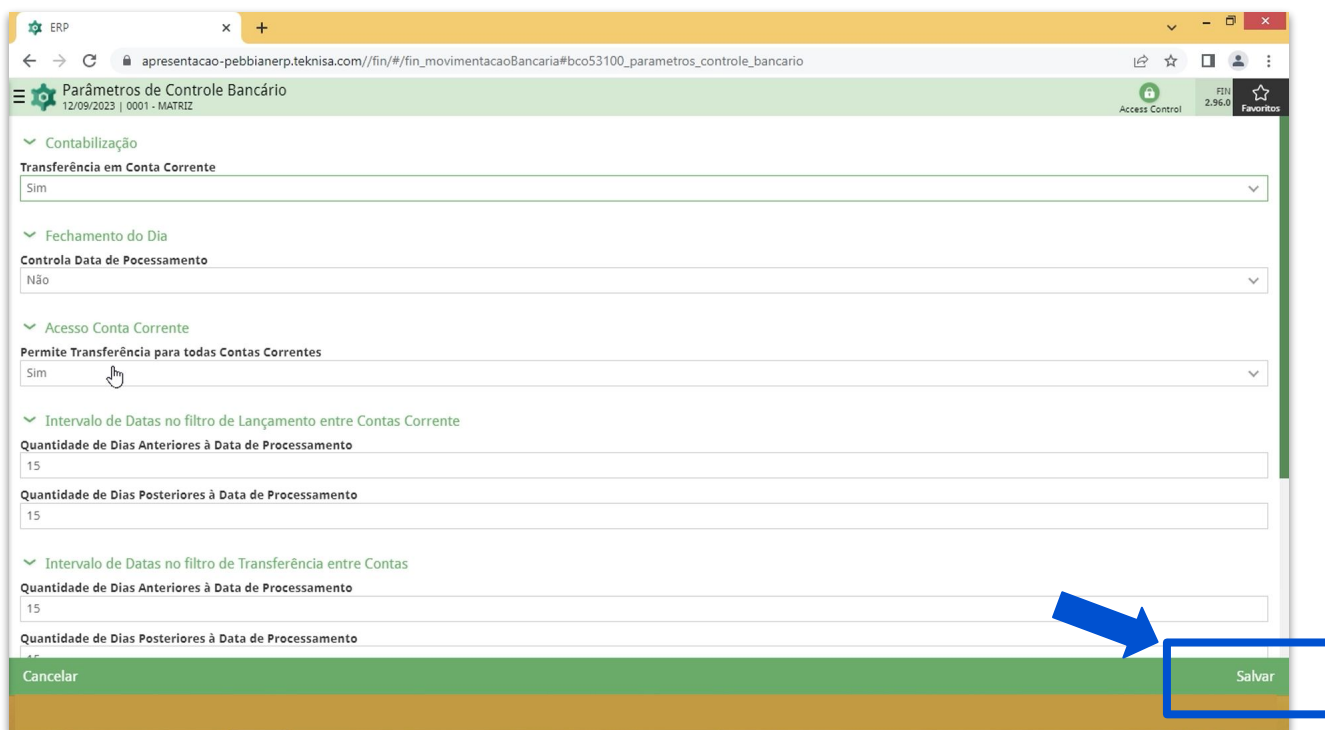 ERP
apresentacao-pebbianerp.teknisa.com//fin/#/fin_movimentacaoBancaria#bco53100_parametros_controle_bancario
Parâmetros de Controle Bancário
12/09/2023 | 0001 - MATRIZ
Access Control
FIN
2.96.0
Favoritos
Contabilização
Transferência em Conta Corrente
Sim
Fechamento do Dia
Controla Data de Pocessamento
Não
Acesso Conta Corrente
Permite Transferência para todas Contas Correntes
Sim
Intervalo de Datas no filtro de Lançamento entre Contas Corrente
Quantidade de Dias Anteriores à Data de Processamento
15
Quantidade de Dias Posteriores à Data de Processamento
15
Intervalo de Datas no filtro de Transferência entre Contas
Quantidade de Dias Anteriores à Data de Processamento
15
Quantidade de Dias Posteriores à Data de Processamento
Cancelar
Salvar